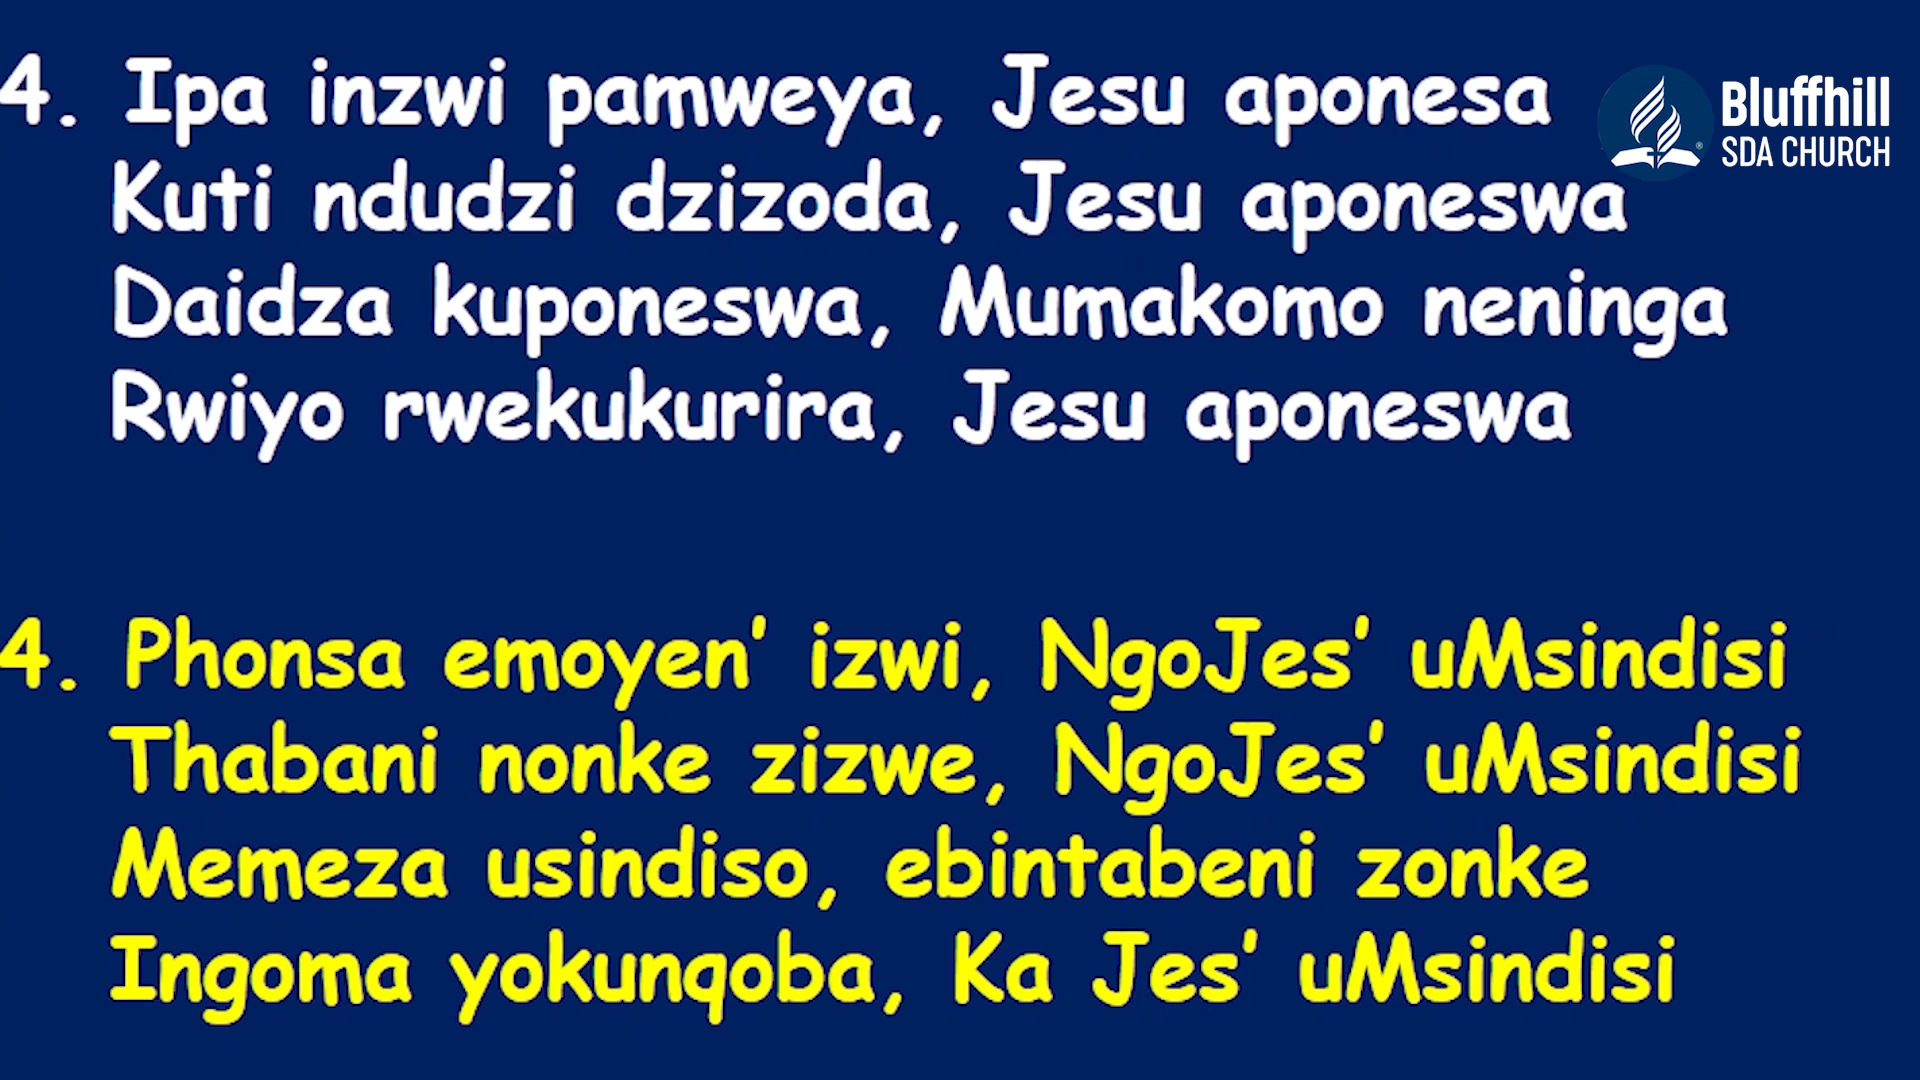 4. Ipa inzwi pamweya, Jesu aponesa
Kuti ndudzi dzizoda, Jesu aponeswa
Daidza kuponeswa, Mumakomo neninga
Rwiyo rwekukurira, Jesu aponeswa
Bluffhill
SDA CHURCH
4. Phonsa emoyen’ izwi, NgoJes’ uMsindisi
Thabani nonke zizwe, NgoJes’ uMsindisi
Memeza usindiso, ebintabeni zonke
Ingoma yokunqoba, Ka Jes’ uMsindisi